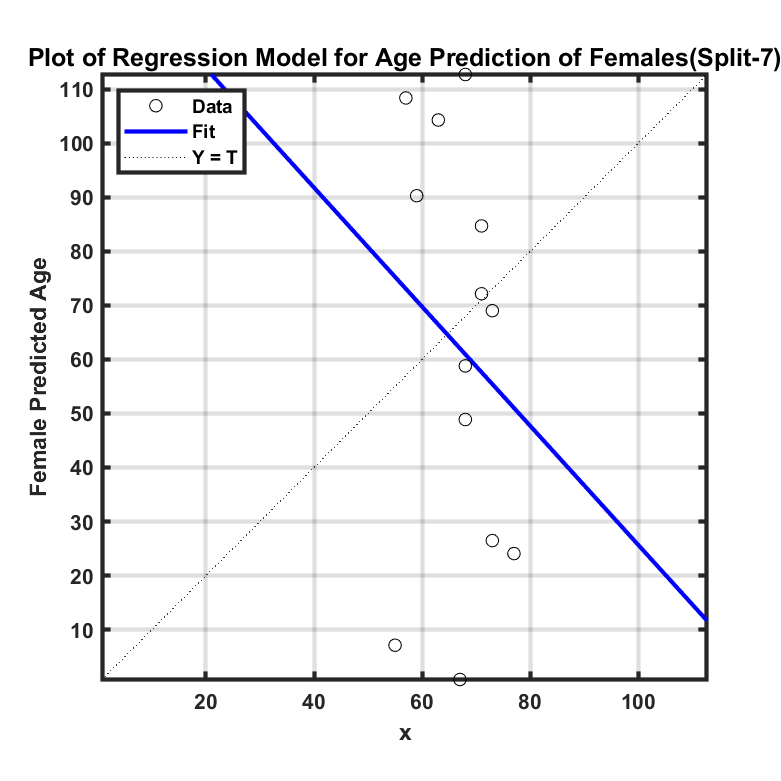 Plot of Regression Model for Age Prediction of Females(Split-7)
Data
Fit
Y = T
110
100
90
80
70
60
50
40
30
20
10
Female Predicted Age
20 40 60 80 100
x